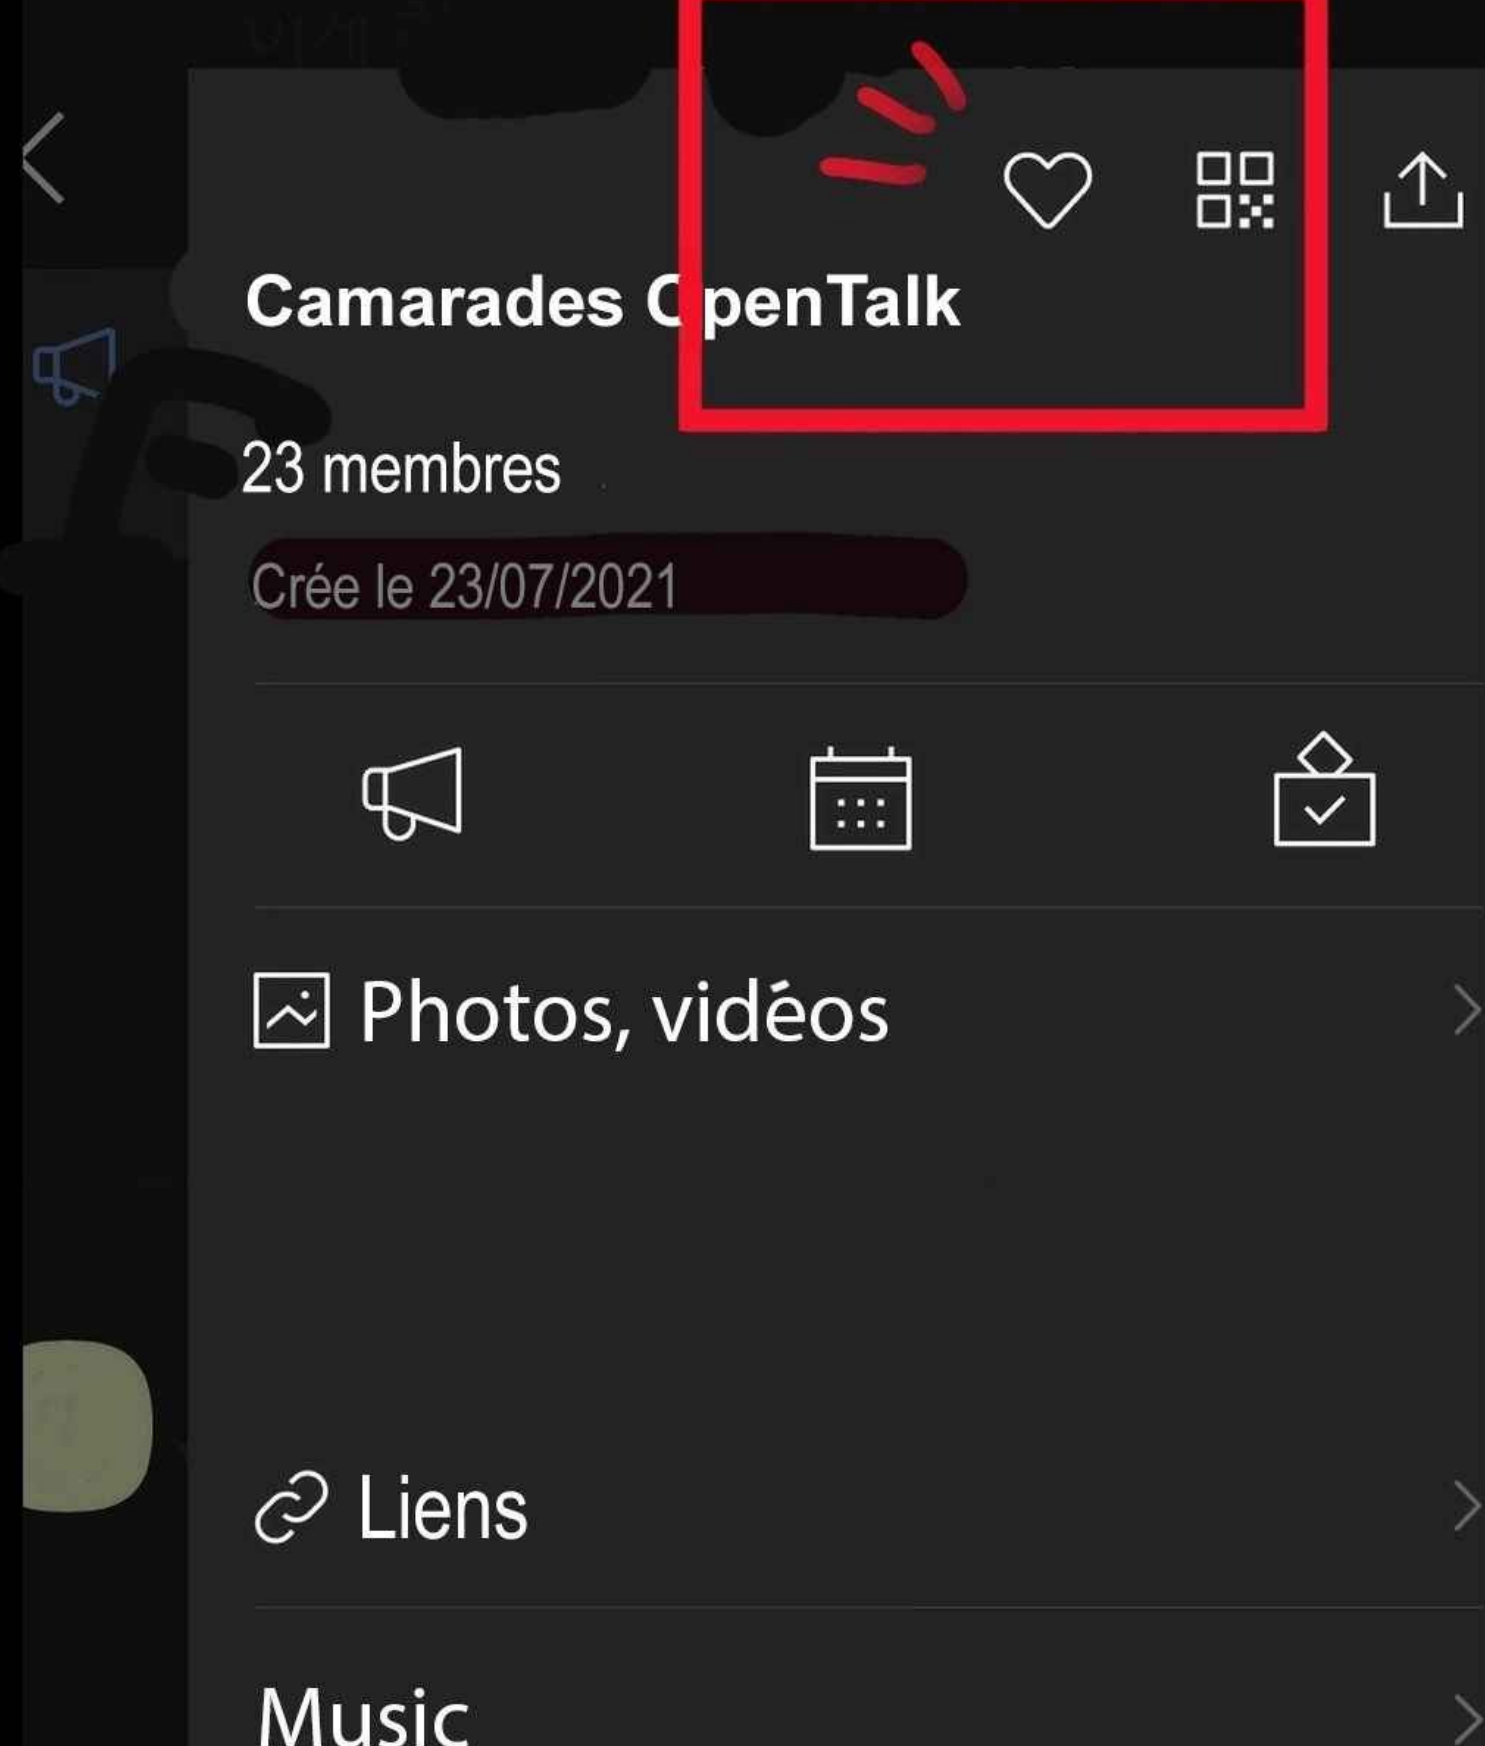 Camarades OpenTalk
23 membres
Crée le 23/07/2021
Photos, vidéos
Liens
Music